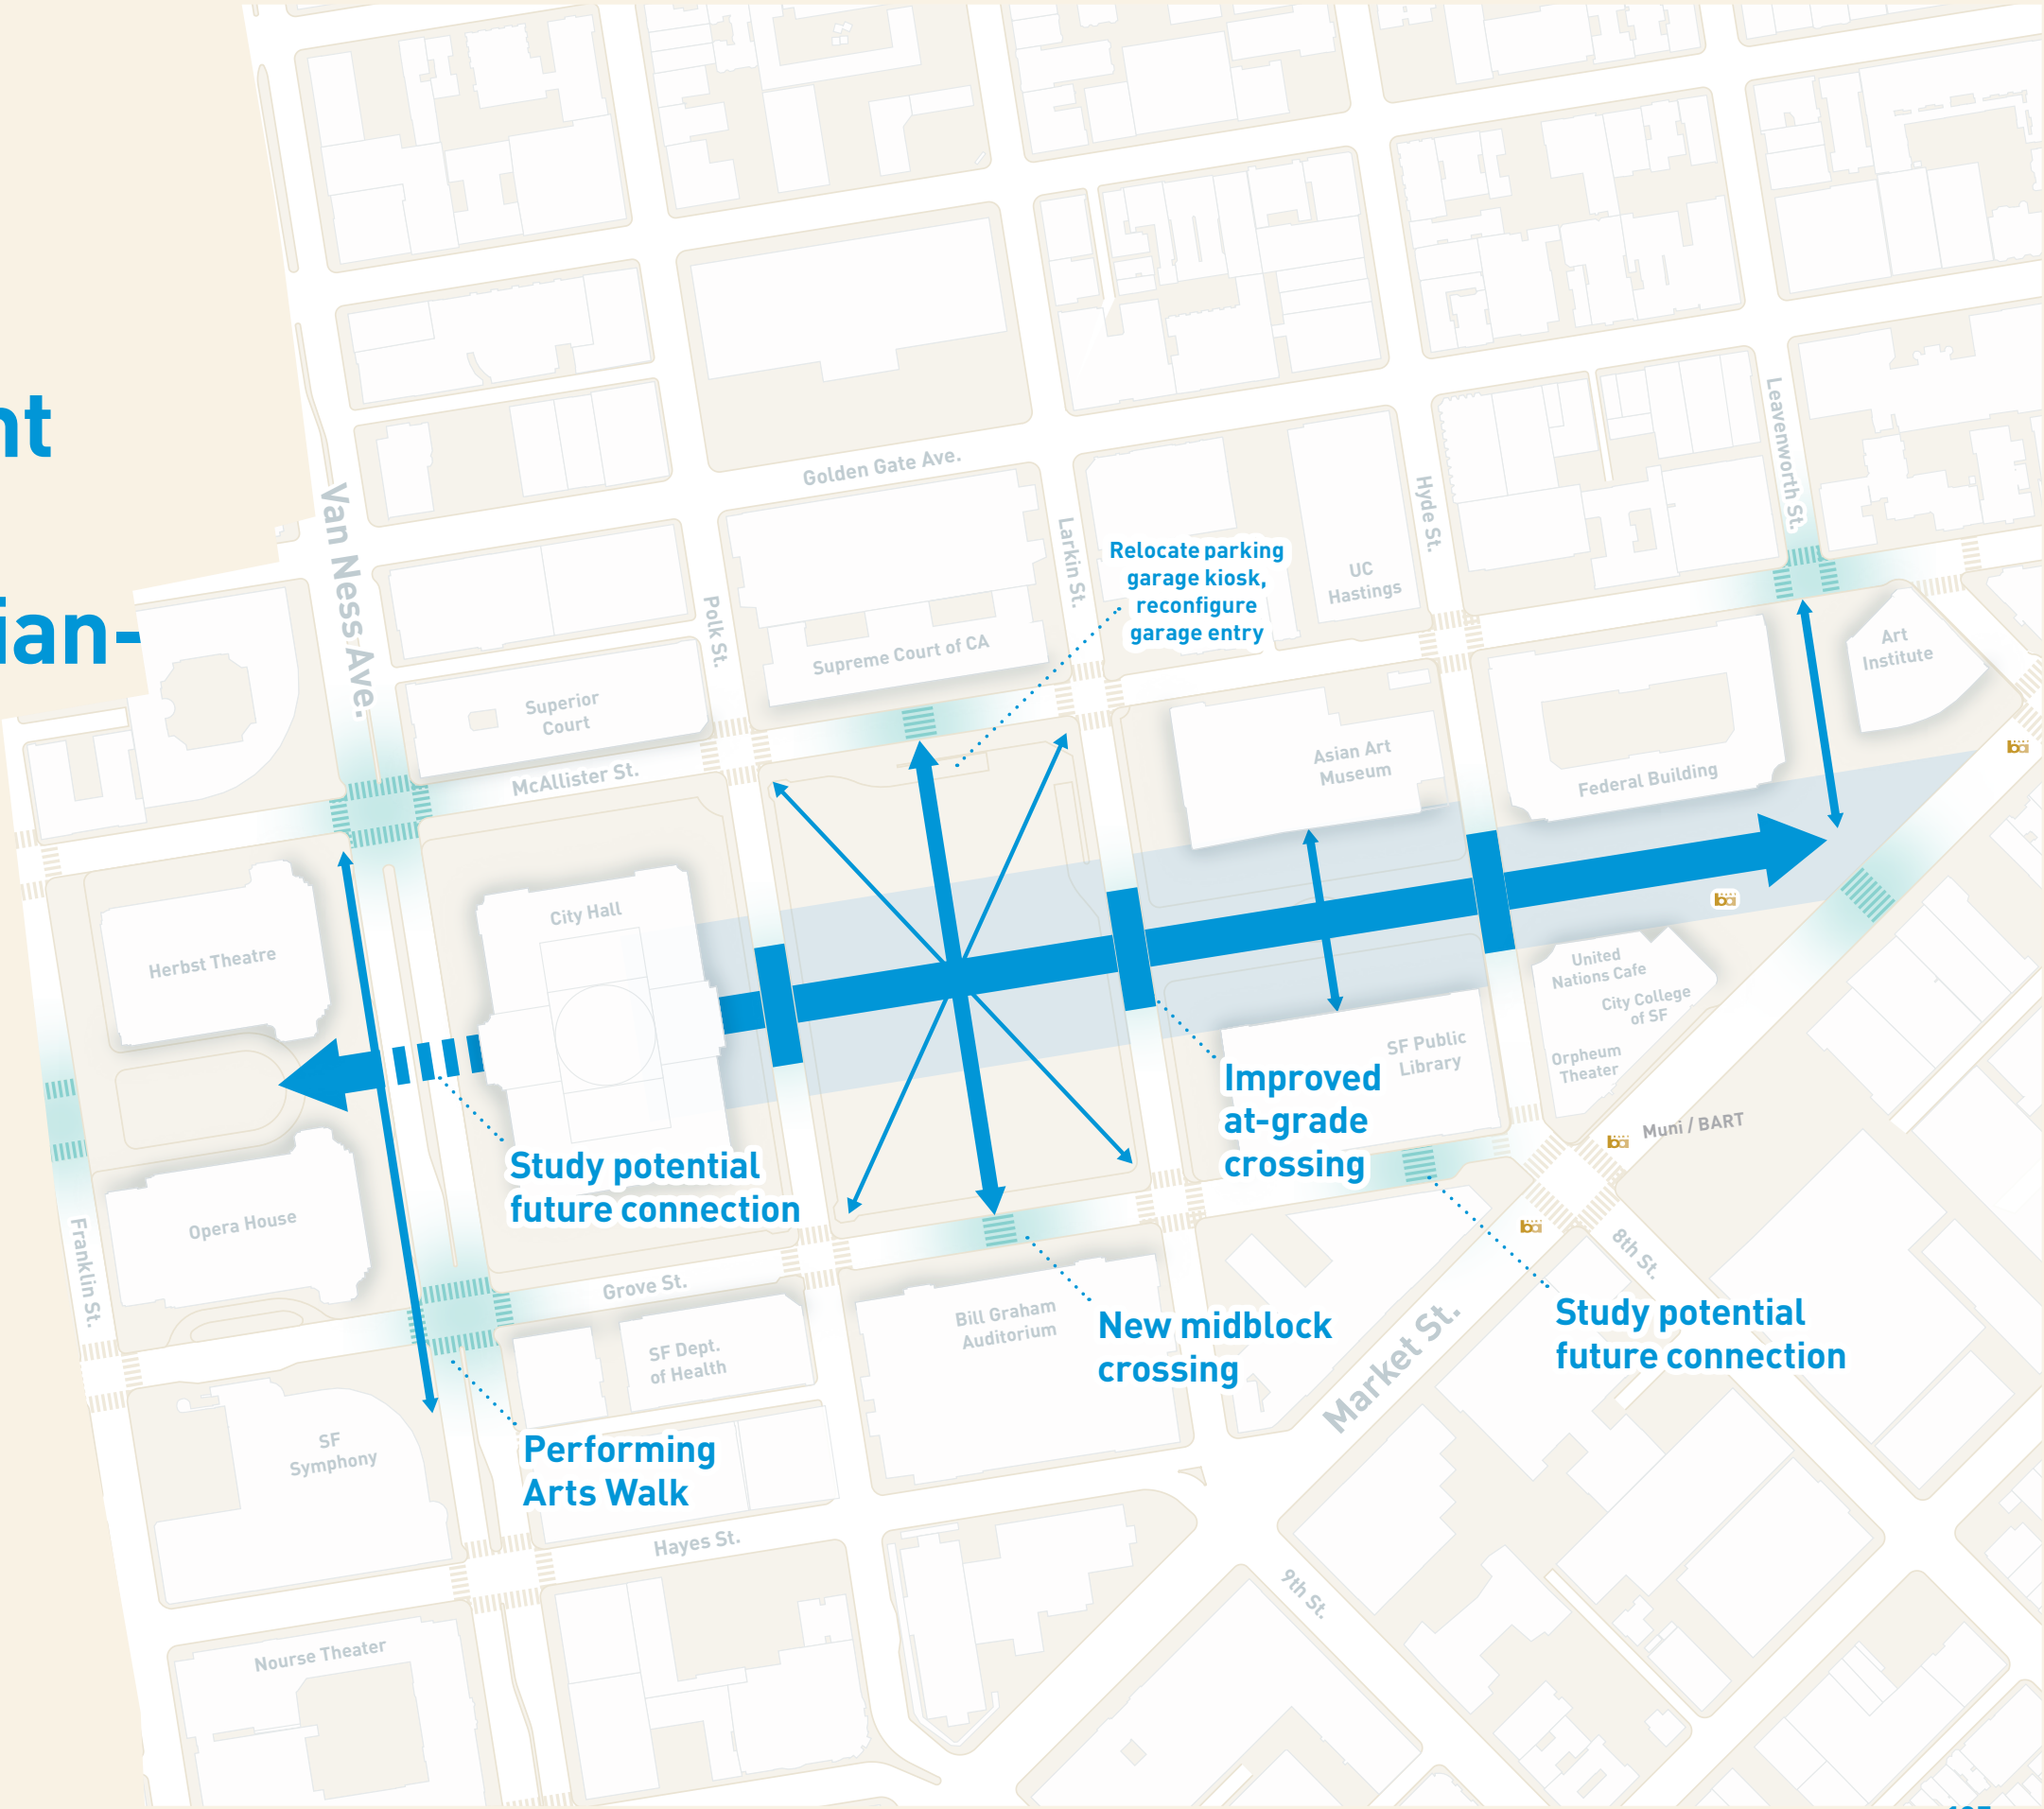 nt
ian-
Golden Gate Ave.
Leavenworth St.
Hyde St.
Van Ness Ave.
Larkin St.
Polk St.
Relocate parking
garage kiosk,
reconfigure
garage entry
UC
Hastings
Supreme Court of CA
Art
Institute
Superior
Court
McAllister St.
Asian Art
Museum
Federal Building
City Hall
Herbst Theatre
United
Nations Cafe
City College
of SF
Orpheum
Theater
SF Public
Library
Improved
at-grade
crossing
Muni / BART
Study potential
future connection
Opera House
Franklin St.
Grove St.
8th St.
Bill Graham
Auditorium
New midblock
crossing
Study potential
future connection
SF Dept.
of Health
Market St.
SF
Symphony
Performing
Arts Walk
Hayes St.
9th St.
Nourse Theater